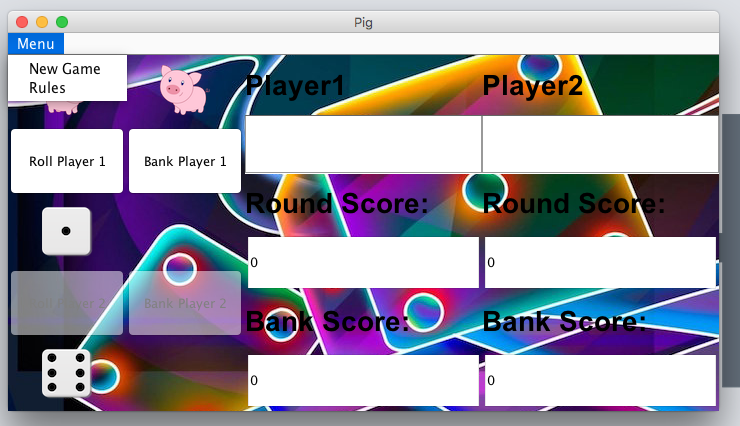 Pig
Menu
New Game
Rules
Player1
Player2
Roll Player 1
Bank Player 1
Round Score:
Round Score:
0
0
Roll Player 2
Bank Player 2
Bank Score:
Bank Score:
0
0